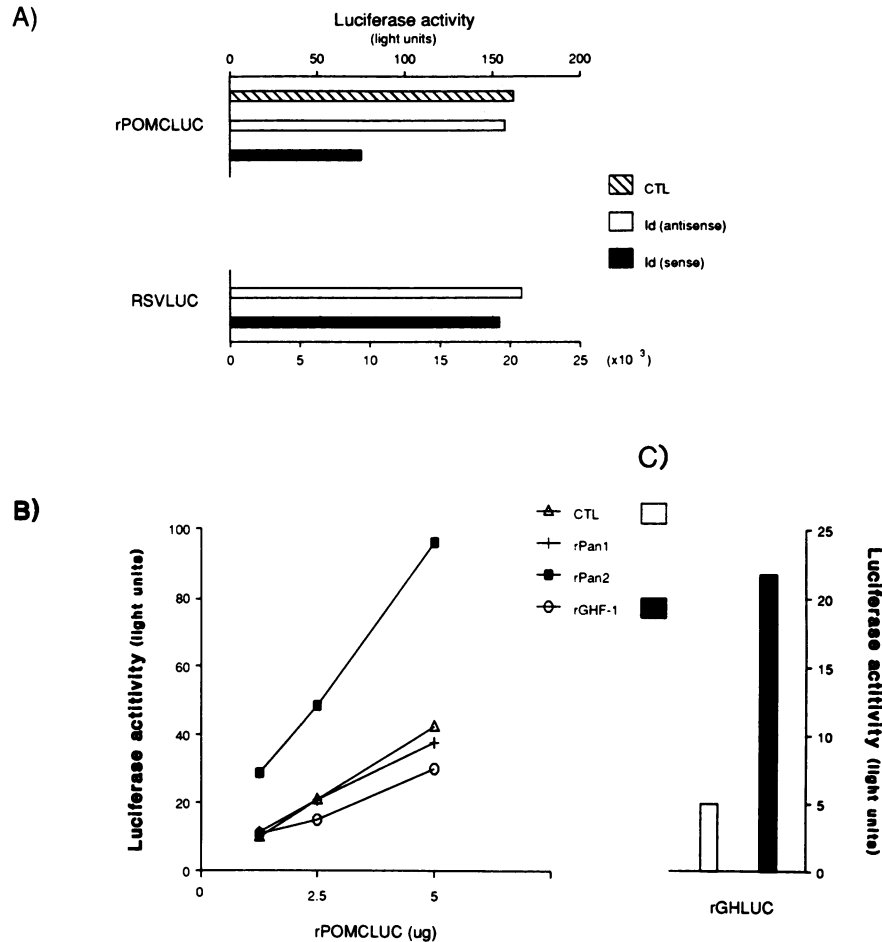 A)
Luciferase activity
(light units)
0 50 100 150 200
rPOMCLUC
CTL
Id (antisense)
Id (sense)
RSVLUC
0 5 10 15 20 25 (x10 3)
C)
B)
CTL
rPan1
rPan2
rGHF-1
Luciferase actitivity (light units)
100
80
60
40
20
0
0 2.5 5
rPOMCLUC (ug)
25
20
15
10
5
0
Luciferase actitivity (light units)
rGHLUC